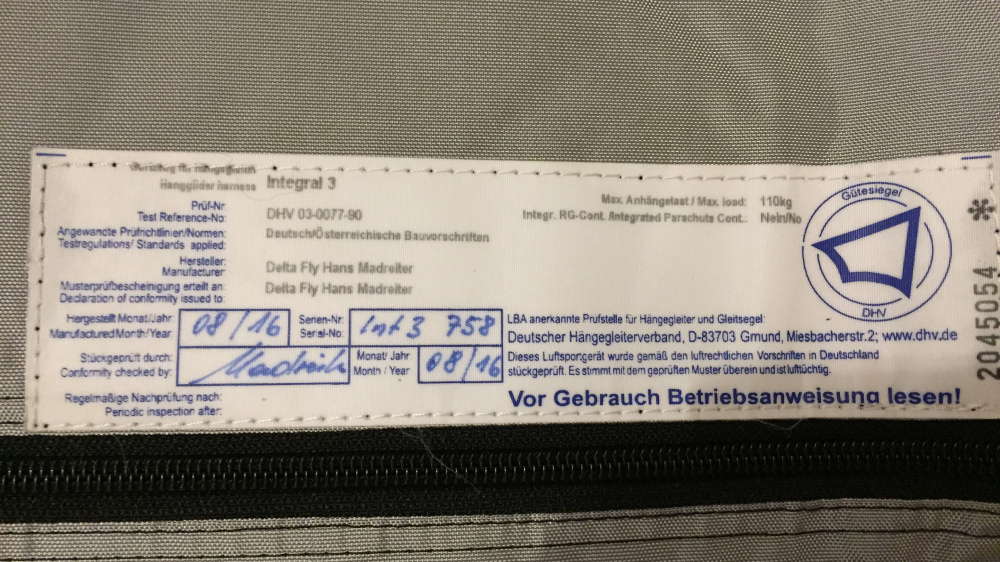 Hangglider harness Integral 3
Max. Anhängelast / Max. load: 110kg
Prüf-Nr
Test Reference-No: DHV 03-0077-90
Integr. RG-Cont. /Integrated Parachute Cont.: Nein/No
Angewandte Prüfrichtlinien/Normen:
Testregulations/ Standards applied: Deutsch/Österreichische Bauvorschriften
Hersteller:
Manufacturer: Delta Fly Hans Madreiter
Musterprüfbescheinigung erteilt an:
Declaration of conformity issued to: Delta Fly Hans Madreiter
Hergestellt Monat/Jahr:
Manufactured Month/Year: 08/16
Serien-Nr:
Serial-No: Int 3 758
Stückgeprüft durch:
Conformity checked by: Madreiter
Monat/ Jahr
Month / Year 08/16
Regelmäßige Nachprüfung nach:
Periodic inspection after:
LBA anerkannte Prüfstelle für Hängegleiter und Gleitsegel:
Deutscher Hängegleiterverband, D-83703 Gmund, Miesbacherstr.2; www.dhv.de
Dieses Luftsportgerät wurde gemäß den luftrechtlichen Vorschriften in Deutschland
stückgeprüft. Es stimmt mit dem geprüften Muster überein und ist lufttüchtig.
Vor Gebrauch Betriebsanweisung lesen!
Gütesiegel
DHV
2045054 *